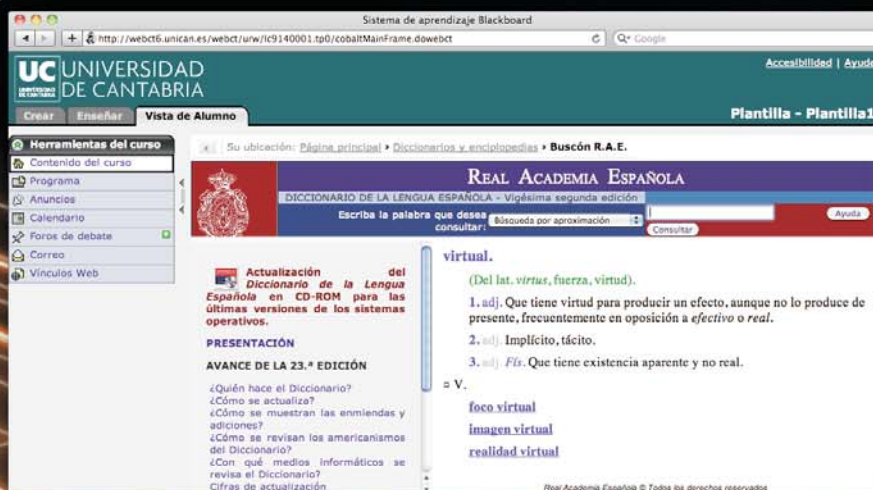 Sistema de aprendizaje Blackboard
http://webct6.unican.es/webct/urw/lc9140001.tp0/cobaltMainFrame.dowebct
Google
UC UNIVERSIDAD
DE CANTABRIA
Accesibilidad | Ayuda
Crear Enseñar Vista de Alumno
Plantilla - Plantilla1
Herramientas del curso
Contenido del curso
Programa
Anuncios
Calendario
Foros de debate
Correo
Vínculos Web
Su ubicación: Página principal › Diccionarios y enciplopedias › Buscón R.A.E.
REAL ACADEMIA ESPAÑOLA
DICCIONARIO DE LA LENGUA ESPAÑOLA - Vigésima segunda edición
Escriba la palabra que desea
consultar:
Búsqueda por aproximación
Consultar
Ayuda
Actualización del
Diccionario de la Lengua
Española en CD-ROM para las
últimas versiones de los sistemas
operativos.
PRESENTACIÓN
AVANCE DE LA 23.ª EDICIÓN
¿Quién hace el Diccionario?
¿Cómo se actualiza?
¿Cómo se muestran las enmiendas y
adiciones?
¿Cómo se revisan los americanismos
del Diccionario?
¿Con qué medios informáticos se
revisa el Diccionario?
Cifras de actualización
virtual.
(Del lat. virtus, fuerza, virtud).
1. adj. Que tiene virtud para producir un efecto, aunque no lo produce de
presente, frecuentemente en oposición a efectivo o real.
2. adj. Implícito, tácito.
3. adj. Fís. Que tiene existencia aparente y no real.
¤ V.
foco virtual
imagen virtual
realidad virtual
Real Academia Española © Todos los derechos reservados